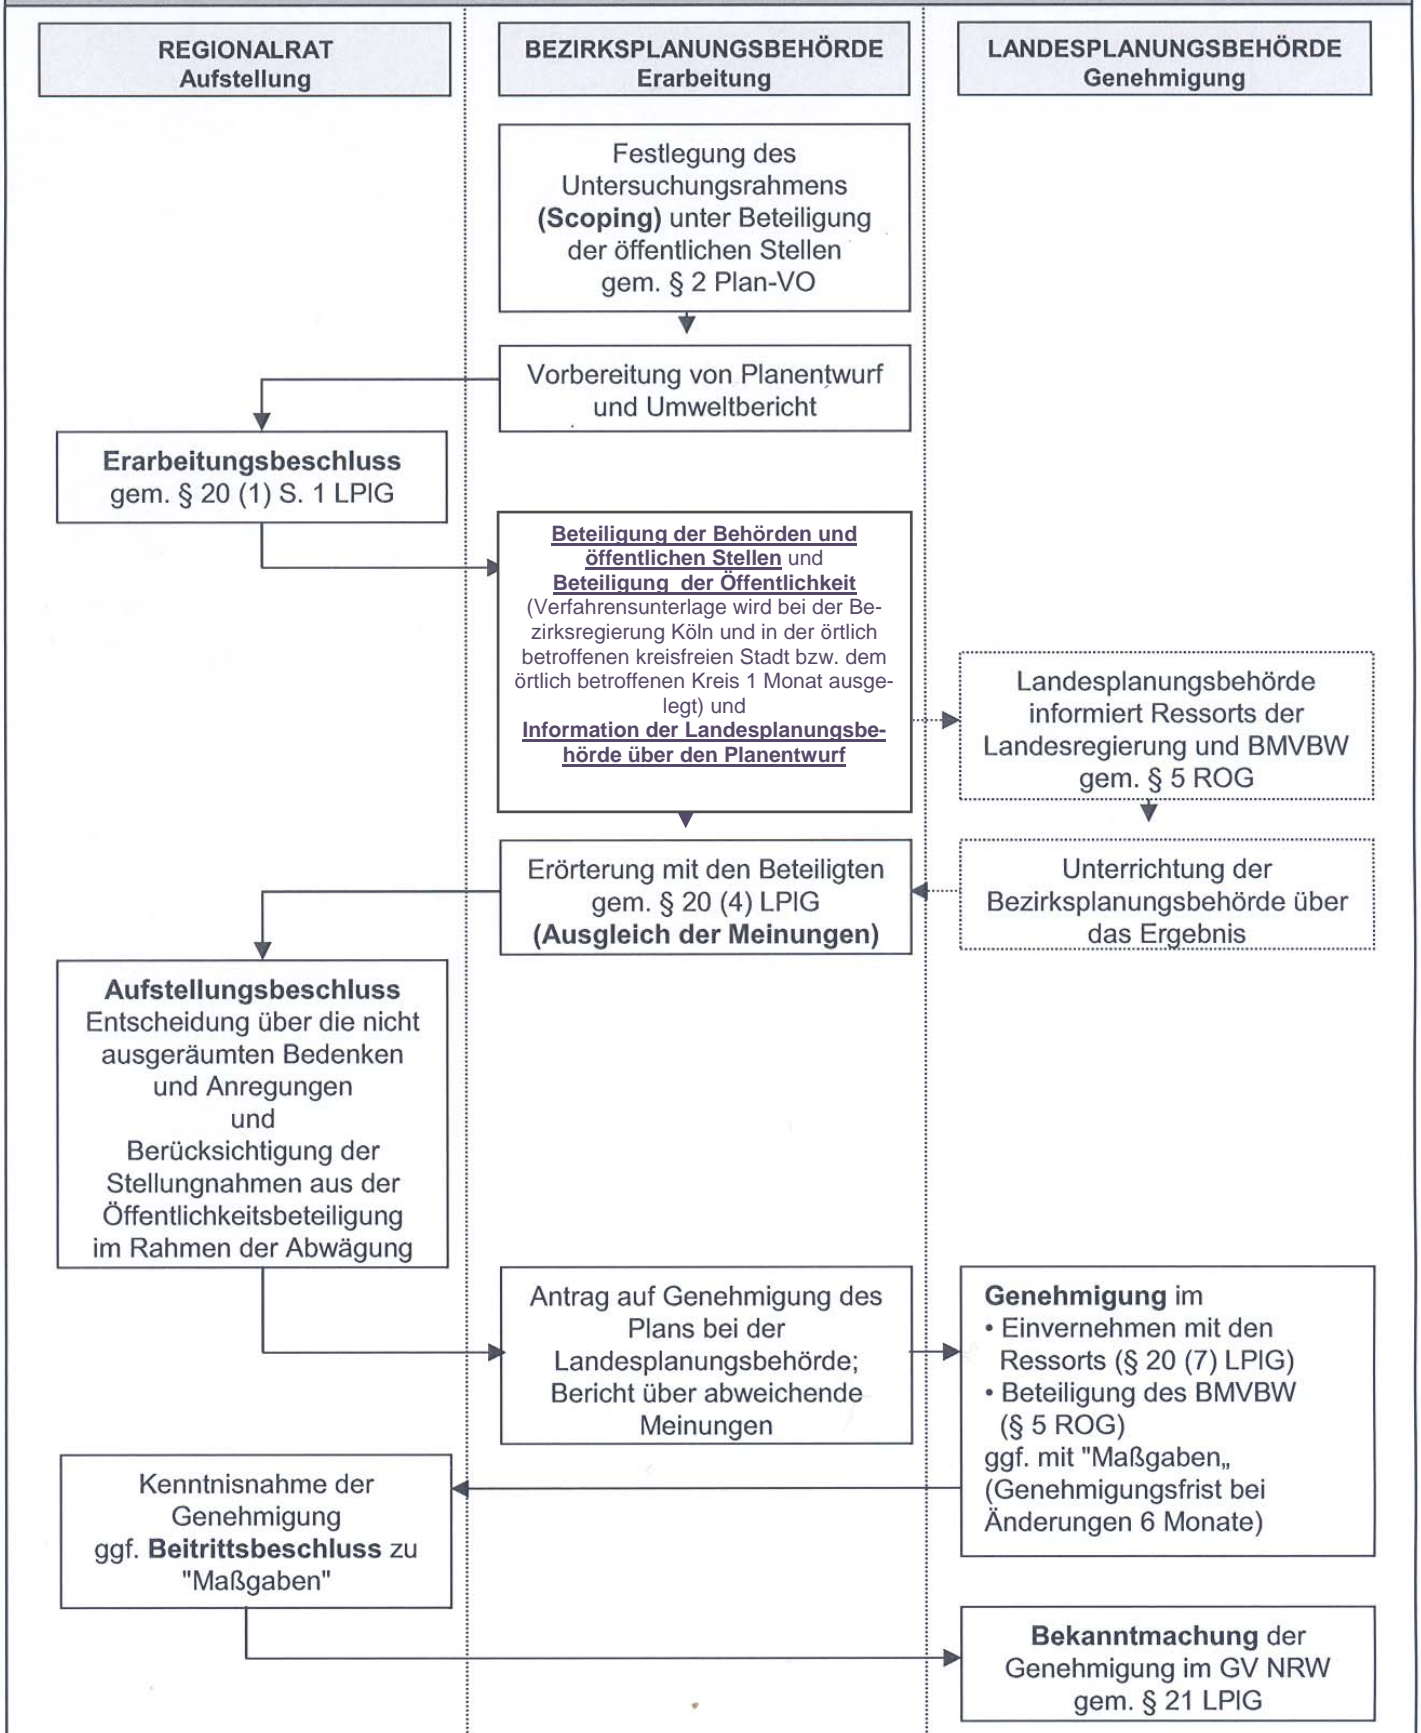 REGIONALRAT
Aufstellung
BEZIRKSPLANUNGSBEHÖRDE
Erarbeitung
LANDESPLANUNGSBEHÖRDE
Genehmigung
Festlegung des
Untersuchungsrahmens
(Scoping) unter Beteiligung
der öffentlichen Stellen
gem. § 2 Plan-VO
Vorbereitung von Planentwurf
und Umweltbericht
Erarbeitungsbeschluss
gem. § 20 (1) S. 1 LPlG
Beteiligung der Behörden und
öffentlichen Stellen und
Beteiligung der Öffentlichkeit
(Verfahrensunterlage wird bei der Be-
zirksregierung Köln und in der örtlich
betroffenen kreisfreien Stadt bzw. dem
örtlich betroffenen Kreis 1 Monat ausge-
legt) und
Information der Landesplanungsbe-
hörde über den Planentwurf
Landesplanungsbehörde
informiert Ressorts der
Landesregierung und BMVBW
gem. § 5 ROG
Erörterung mit den Beteiligten
gem. § 20 (4) LPlG
(Ausgleich der Meinungen)
Unterrichtung der
Bezirksplanungsbehörde über
das Ergebnis
Aufstellungsbeschluss
Entscheidung über die nicht
ausgeräumten Bedenken
und Anregungen
und
Berücksichtigung der
Stellungnahmen aus der
Öffentlichkeitsbeteiligung
im Rahmen der Abwägung
Antrag auf Genehmigung des
Plans bei der
Landesplanungsbehörde;
Bericht über abweichende
Meinungen
Genehmigung im
• Einvernehmen mit den
Ressorts (§ 20 (7) LPlG)
• Beteiligung des BMVBW
(§ 5 ROG)
ggf. mit "Maßgaben„
(Genehmigungsfrist bei
Änderungen 6 Monate)
Kenntnisnahme der
Genehmigung
ggf. Beitrittsbeschluss zu
"Maßgaben"
Bekanntmachung der
Genehmigung im GV NRW
gem. § 21 LPlG